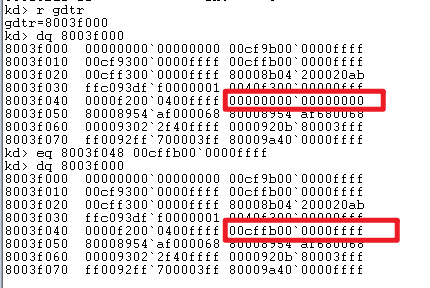 kd> r gdtr
gdtr=8003f000
kd> dq 8003f000
8003f000 00000000`00000000 00cf9b00`0000ffff
8003f010 00cf9300`0000ffff 00cffb00`0000ffff
8003f020 00cff300`0000ffff 80008b04`200020ab
8003f030 ffc093df`f0000001 0040f300`00000fff
8003f040 0000f200`0400ffff 00000000`00000000
8003f050 80008954`af000068 80008954`af680068
8003f060 00009302`2f40ffff 0000920b`80003fff
8003f070 ff0092ff`700003ff 80009a40`0000ffff
kd> eq 8003f048 00cffb00`0000ffff
kd> dq 8003f000
8003f000 00000000`00000000 00cf9b00`0000ffff
8003f010 00cf9300`0000ffff 00cffb00`0000ffff
8003f020 00cff300`0000ffff 80008b04`200020ab
8003f030 ffc093df`f0000001 0040f300`00000fff
8003f040 0000f200`0400ffff 00cffb00`0000ffff
8003f050 80008954`af000068 80008954`af680068
8003f060 00009302`2f40ffff 0000920b`80003fff
8003f070 ff0092ff`700003ff 80009a40`0000ffff